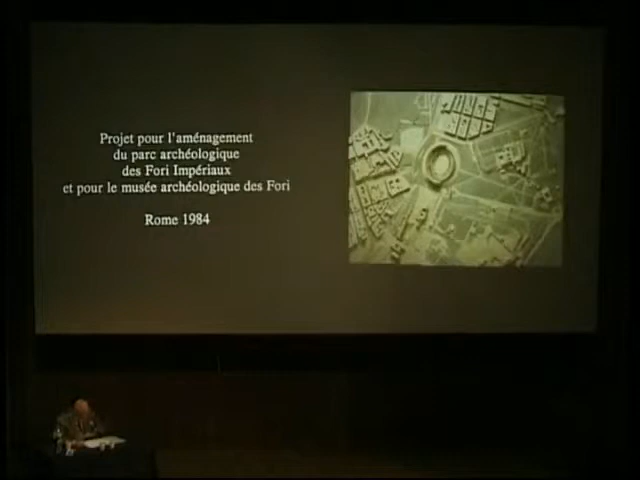 Projet pour l'aménagement
du parc archéologique
des Fori Impériaux
et pour le musée archéologique des Fori
Rome 1984